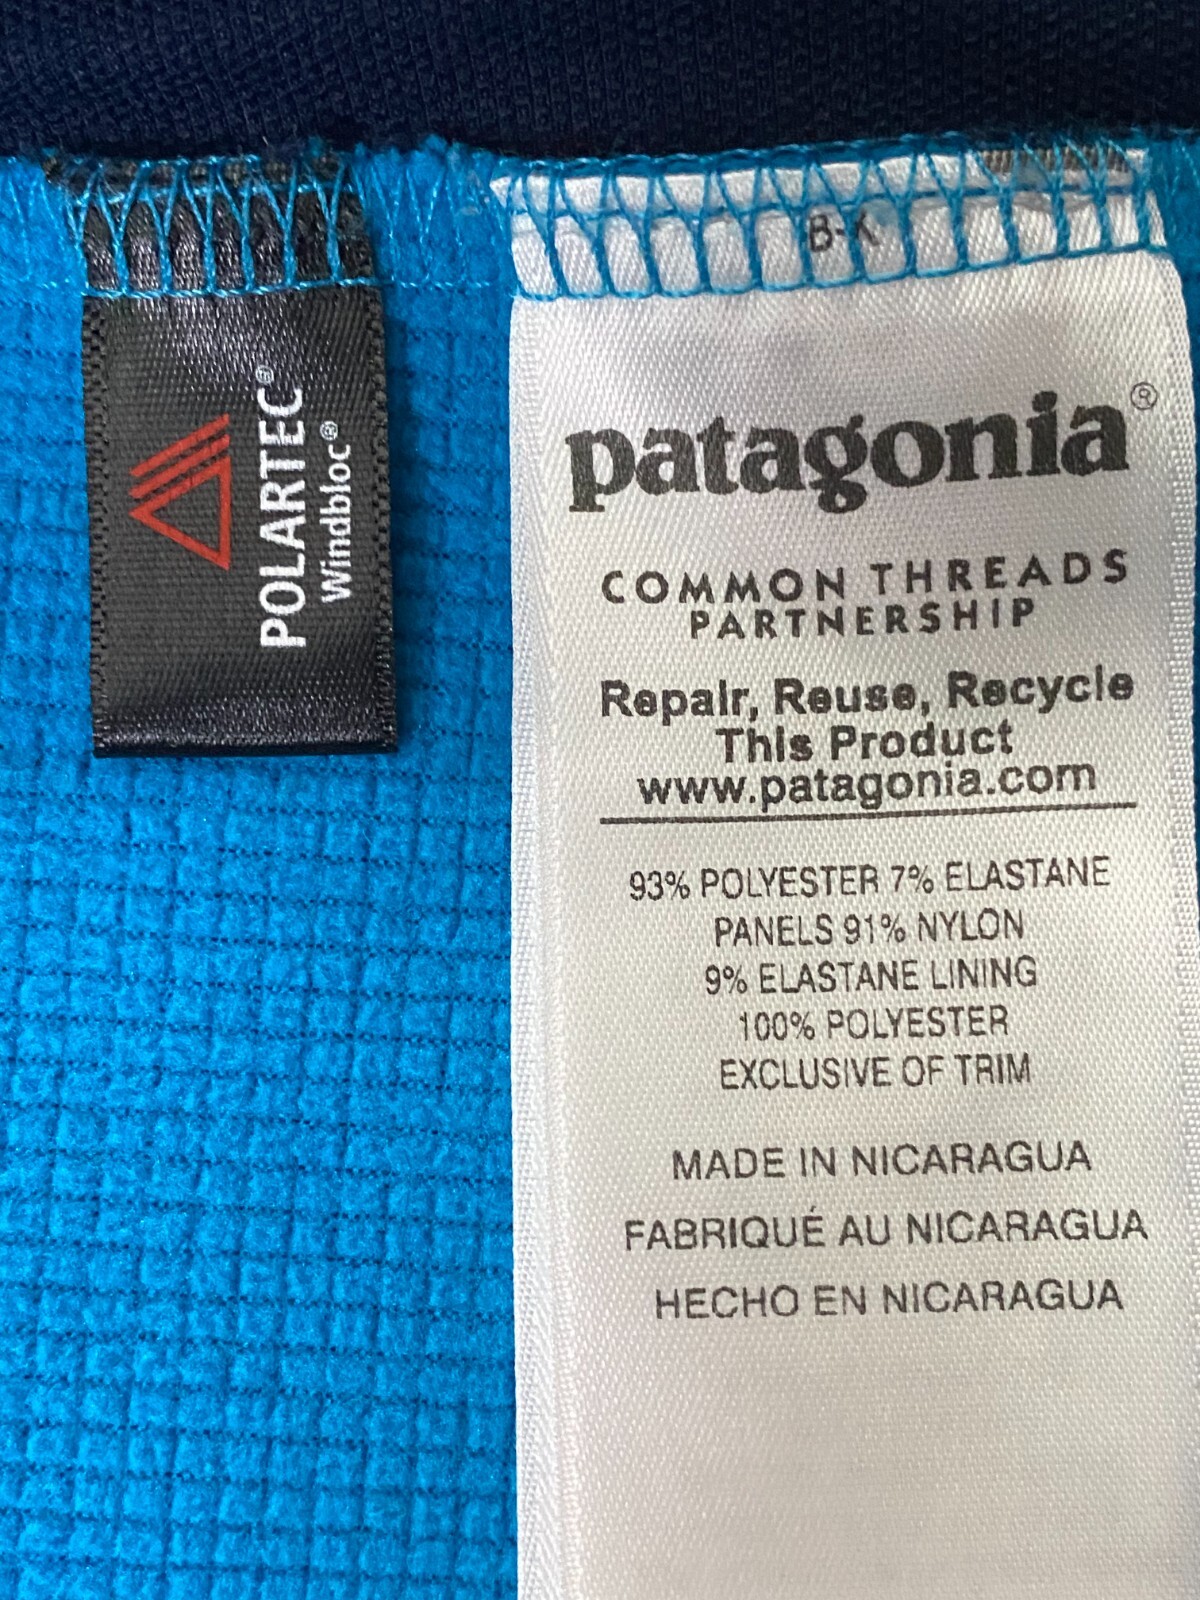 POLARTEC®
Windbloc®
B-K
patagonia®
COMMON THREADS
PARTNERSHIP
Repair, Reuse, Recycle
This Product
www.patagonia.com
93% POLYESTER 7% ELASTANE
PANELS 91% NYLON
9% ELASTANE LINING
100% POLYESTER
EXCLUSIVE OF TRIM
MADE IN NICARAGUA
FABRIQUÉ AU NICARAGUA
HECHO EN NICARAGUA